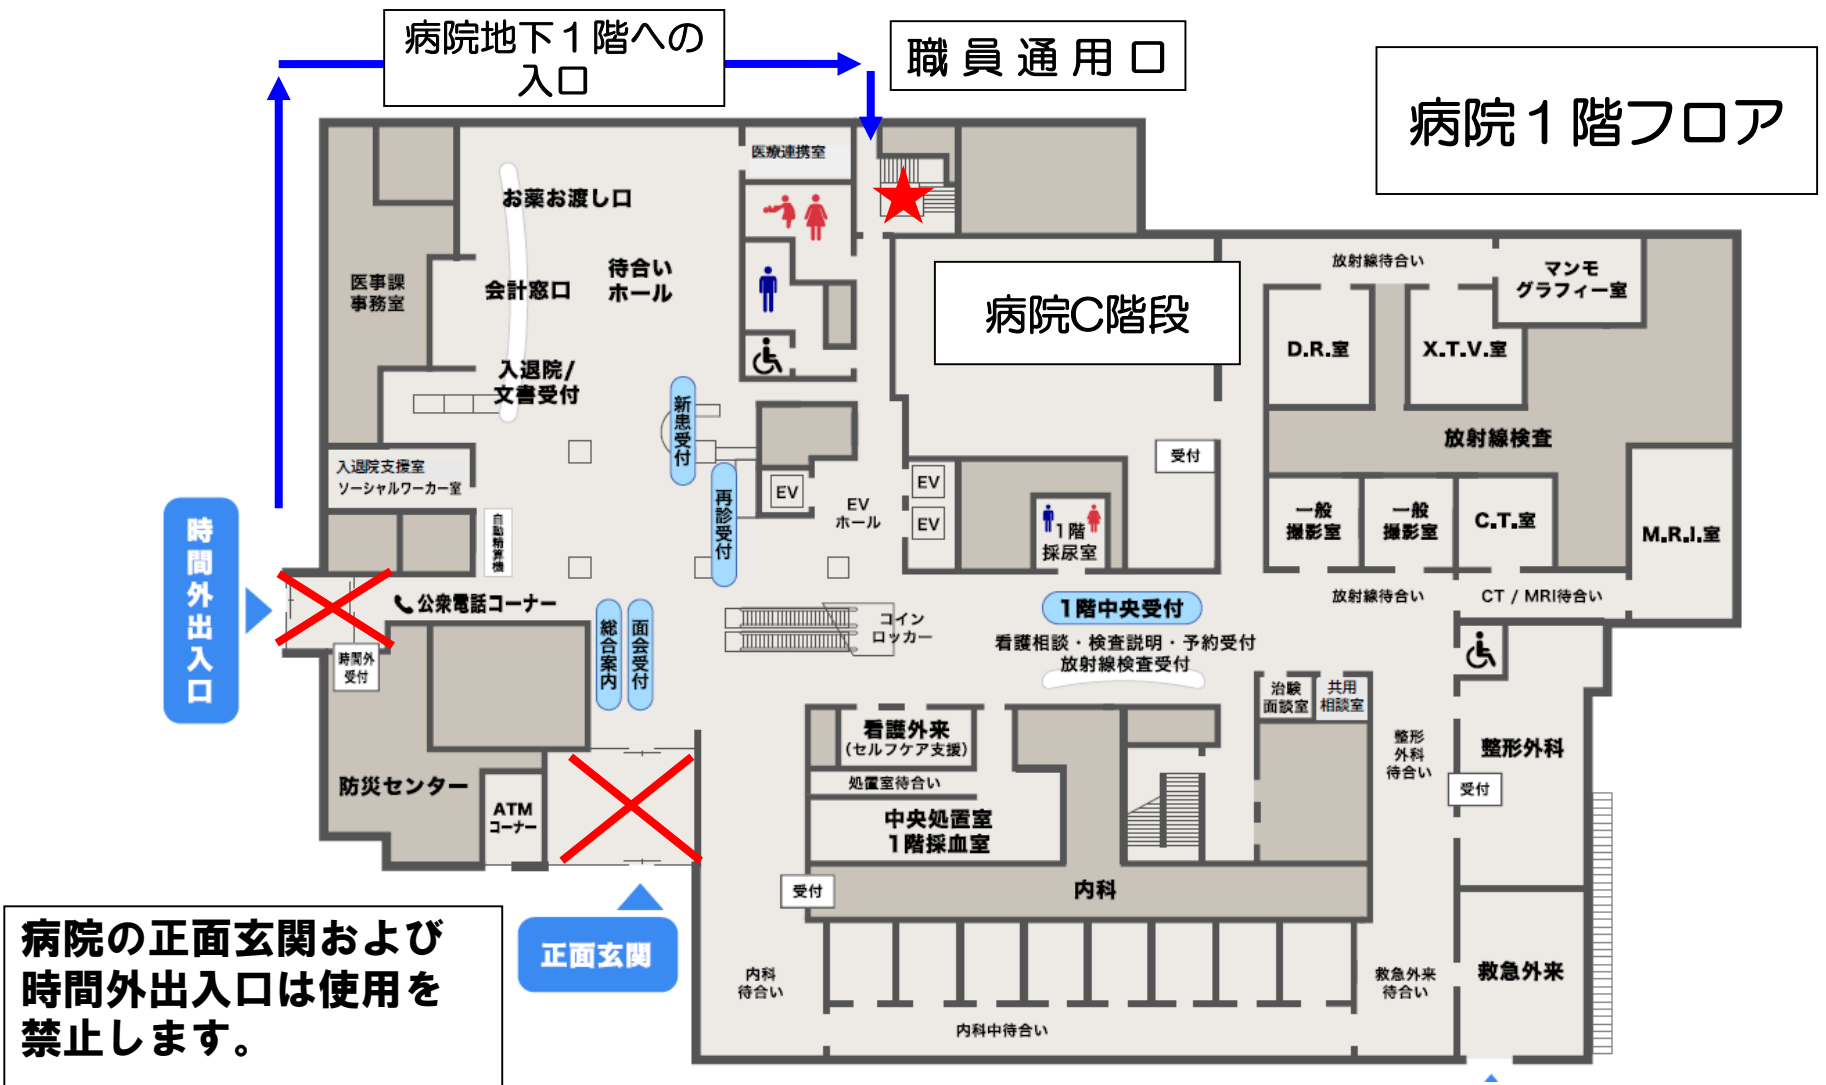 病院地下１階への
入口
職員通用口
病院１階フロア
医療連携室
お薬お渡し口
医事課
事務室
会計窓口
待合い
ホール
病院C階段
放射線待合い
マンモ
グラフィー室
D.R.室
X.T.V.室
入退院/
文書受付
新患受付
放射線検査
受付
入退院支援室
ソーシャルワーカー室
再診受付
EV
EV
ホール
EV
EV
自動精算機
1階
採尿室
一般
撮影室
一般
撮影室
C.T.室
M.R.I.室
時間外出入口
公衆電話コーナー
総合案内
面会受付
コイン
ロッカー
1階中央受付
看護相談・検査説明・予約受付
放射線検査受付
放射線待合い
CT / MRI待合い
時間外
受付
治験
面談室
共用
相談室
看護外来
(セルフケア支援)
処置室待合い
中央処置室
1階採血室
整形
外科
待合い
整形外科
受付
防災センター
ATM
コーナー
受付
内科
正面玄関
病院の正面玄関および
時間外出入口は使用を
禁止します。
内科
待合い
内科中待合い
救急外来
待合い
救急外来